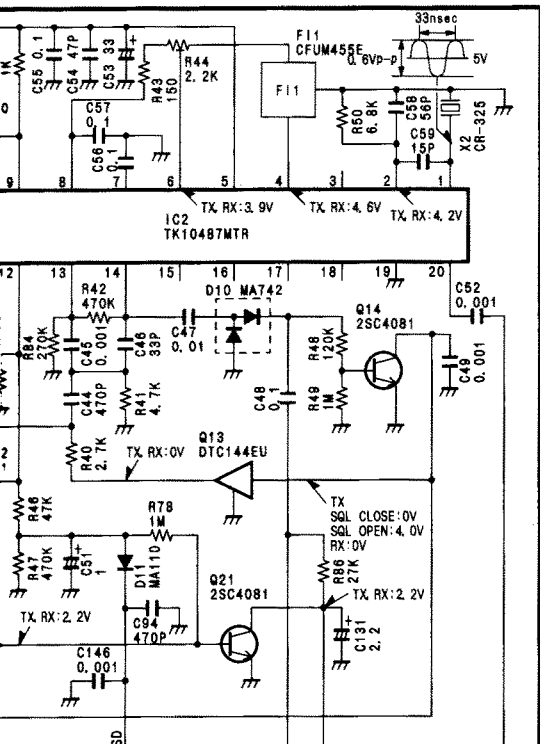 33nsec
0.6Vp-p
5V
FI1
CFUM455E
FI1
1K
C55 0.1
C54 47P
C53 33
+
R43 150
R44
2.2K
C57
0.1
C56 0.1
R50 6.8K
C58 56P
C59
15P
X2 CR-325
9 8 7 6 5 4 3 2 1
TX, RX:3.9V
TX, RX:4.6V
TX, RX:4.2V
IC2
TK10487MTR
12 13 14 15 16 17 18 19 20
R42
470K
D10 MA742
Q14
2SC4081
C52
0.001
R84 270K
C45 0.001
C46 33P
C47
0.01
R48 120K
C49 0.001
C44 470P
R41 4.7K
C48 0.1
R49 1M
R40 2.7K
TX, RX:0V
Q13
DTC144EU
TX
SQL CLOSE:0V
SQL OPEN:4.0V
RX:0V
R46 47K
R78
1M
R47 470K
+
C51 1
D11 MA110
Q21
2SC4081
R86 27K
TX, RX:2.2V
TX, RX:2.2V
C94
470P
+
C131 2.2
C146
0.001
SD